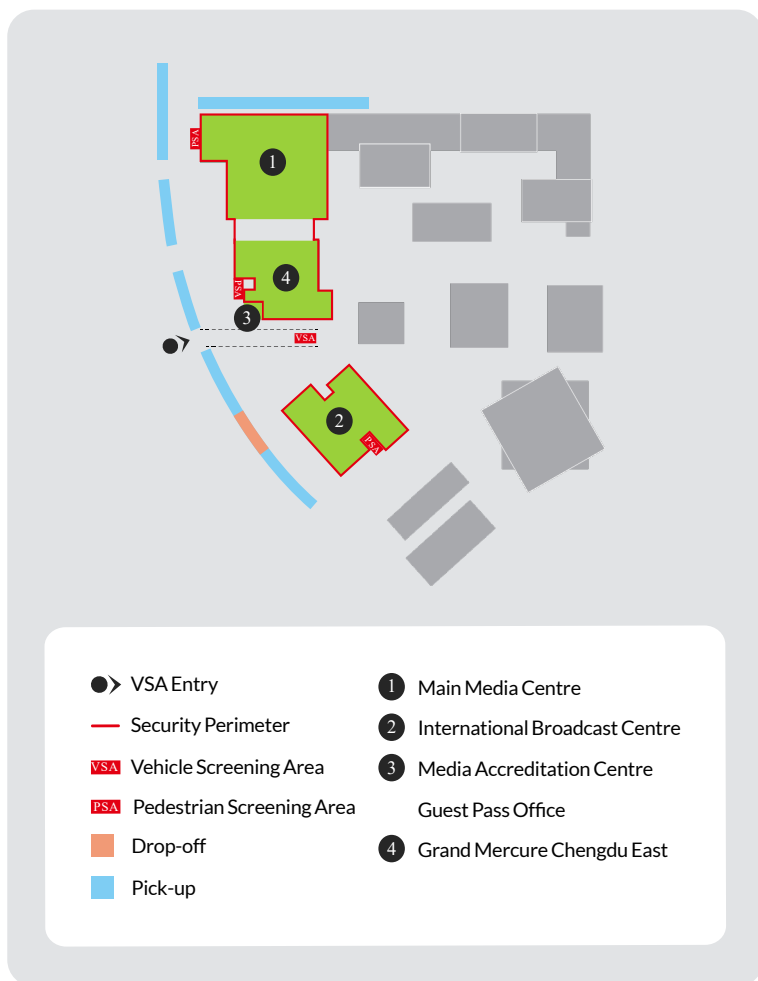 PSA
1
4
PSA
3
VSA
2
PSA
VSA Entry
Security Perimeter
VSA Vehicle Screening Area
PSA Pedestrian Screening Area
Drop-off
Pick-up
1 Main Media Centre
2 International Broadcast Centre
3 Media Accreditation Centre
Guest Pass Office
4 Grand Mercure Chengdu East